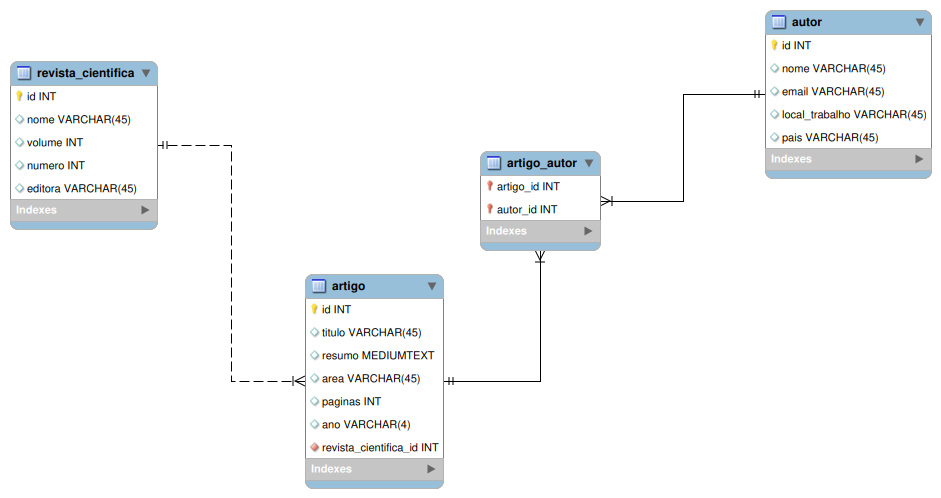 revista_cientifica
id INT
nome VARCHAR(45)
volume INT
numero INT
editora VARCHAR(45)
Indexes
artigo
id INT
titulo VARCHAR(45)
resumo MEDIUMTEXT
area VARCHAR(45)
paginas INT
ano VARCHAR(4)
revista_cientifica_id INT
Indexes
artigo_autor
artigo_id INT
autor_id INT
Indexes
autor
id INT
nome VARCHAR(45)
email VARCHAR(45)
local_trabalho VARCHAR(45)
pais VARCHAR(45)
Indexes